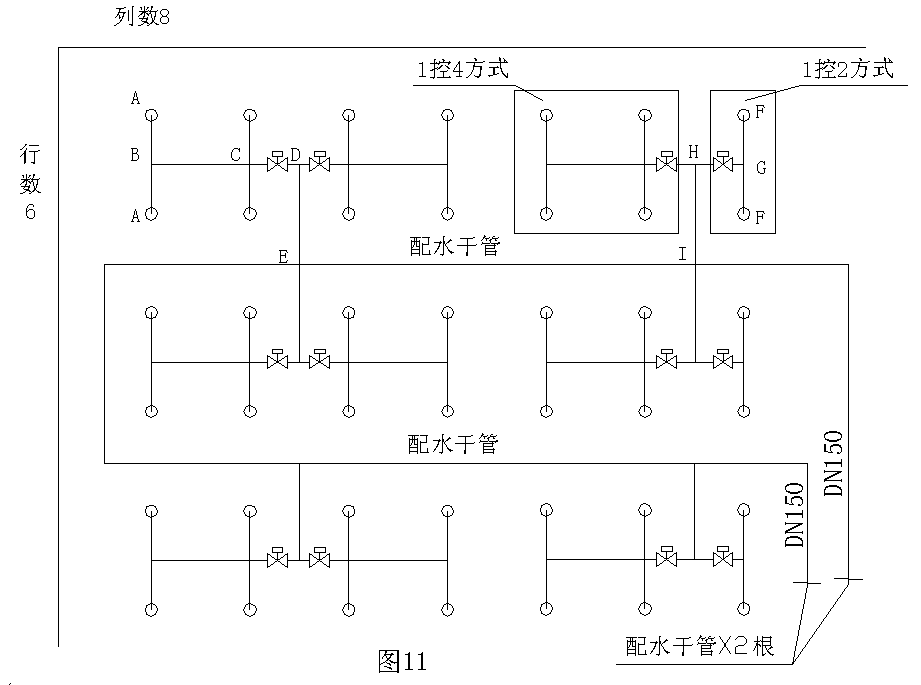 列数8
1控4方式
1控2方式
A
F
行
数
6
B
C
D
H
G
A
F
配水干管
E
I
配水干管
DN150
DN150
配水干管X2根
图11